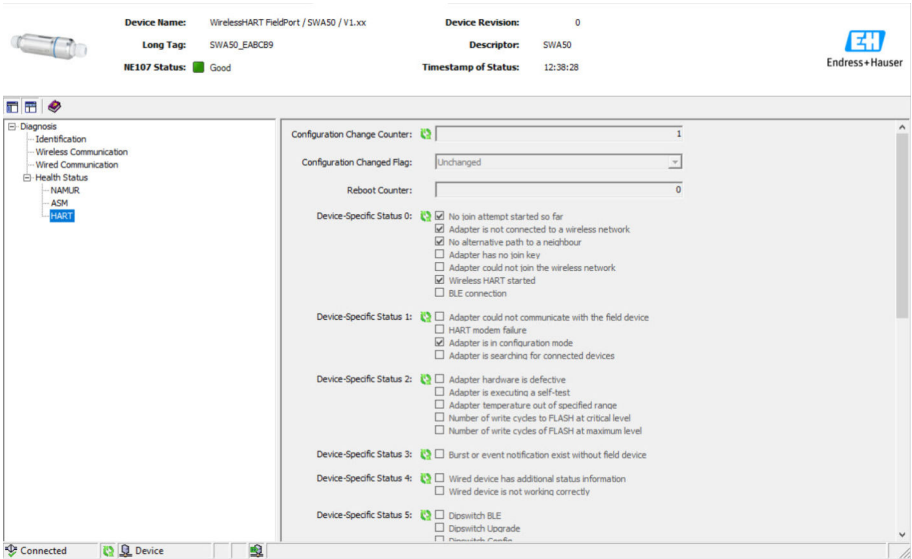 Device Name: WirelessHART FieldPort / SWA50 / V1.xx Device Revision: 0
Long Tag: SWA50_EABCB9 Descriptor: SWA50
NE107 Status: Good Timestamp of Status: 12:38:28
EH
Endress+Hauser
Diagnosis
Identification
Wireless Communication
Wired Communication
Health Status
NAMUR
ASM
HART
Configuration Change Counter: 1
Configuration Changed Flag: Unchanged
Reboot Counter: 0
Device-Specific Status 0: No join attempt started so far
Adapter is not connected to a wireless network
No alternative path to a neighbour
Adapter has no join key
Adapter could not join the wireless network
Wireless HART started
BLE connection
Device-Specific Status 1: Adapter could not communicate with the field device
HART modem failure
Adapter is in configuration mode
Adapter is searching for connected devices
Device-Specific Status 2: Adapter hardware is defective
Adapter is executing a self-test
Adapter temperature out of specified range
Number of write cycles to FLASH at critical level
Number of write cycles of FLASH at maximum level
Device-Specific Status 3: Burst or event notification exist without field device
Device-Specific Status 4: Wired device has additional status information
Wired device is not working correctly
Device-Specific Status 5: Dipswitch BLE
Dipswitch Upgrade
Dipswitch Config
Connected Device